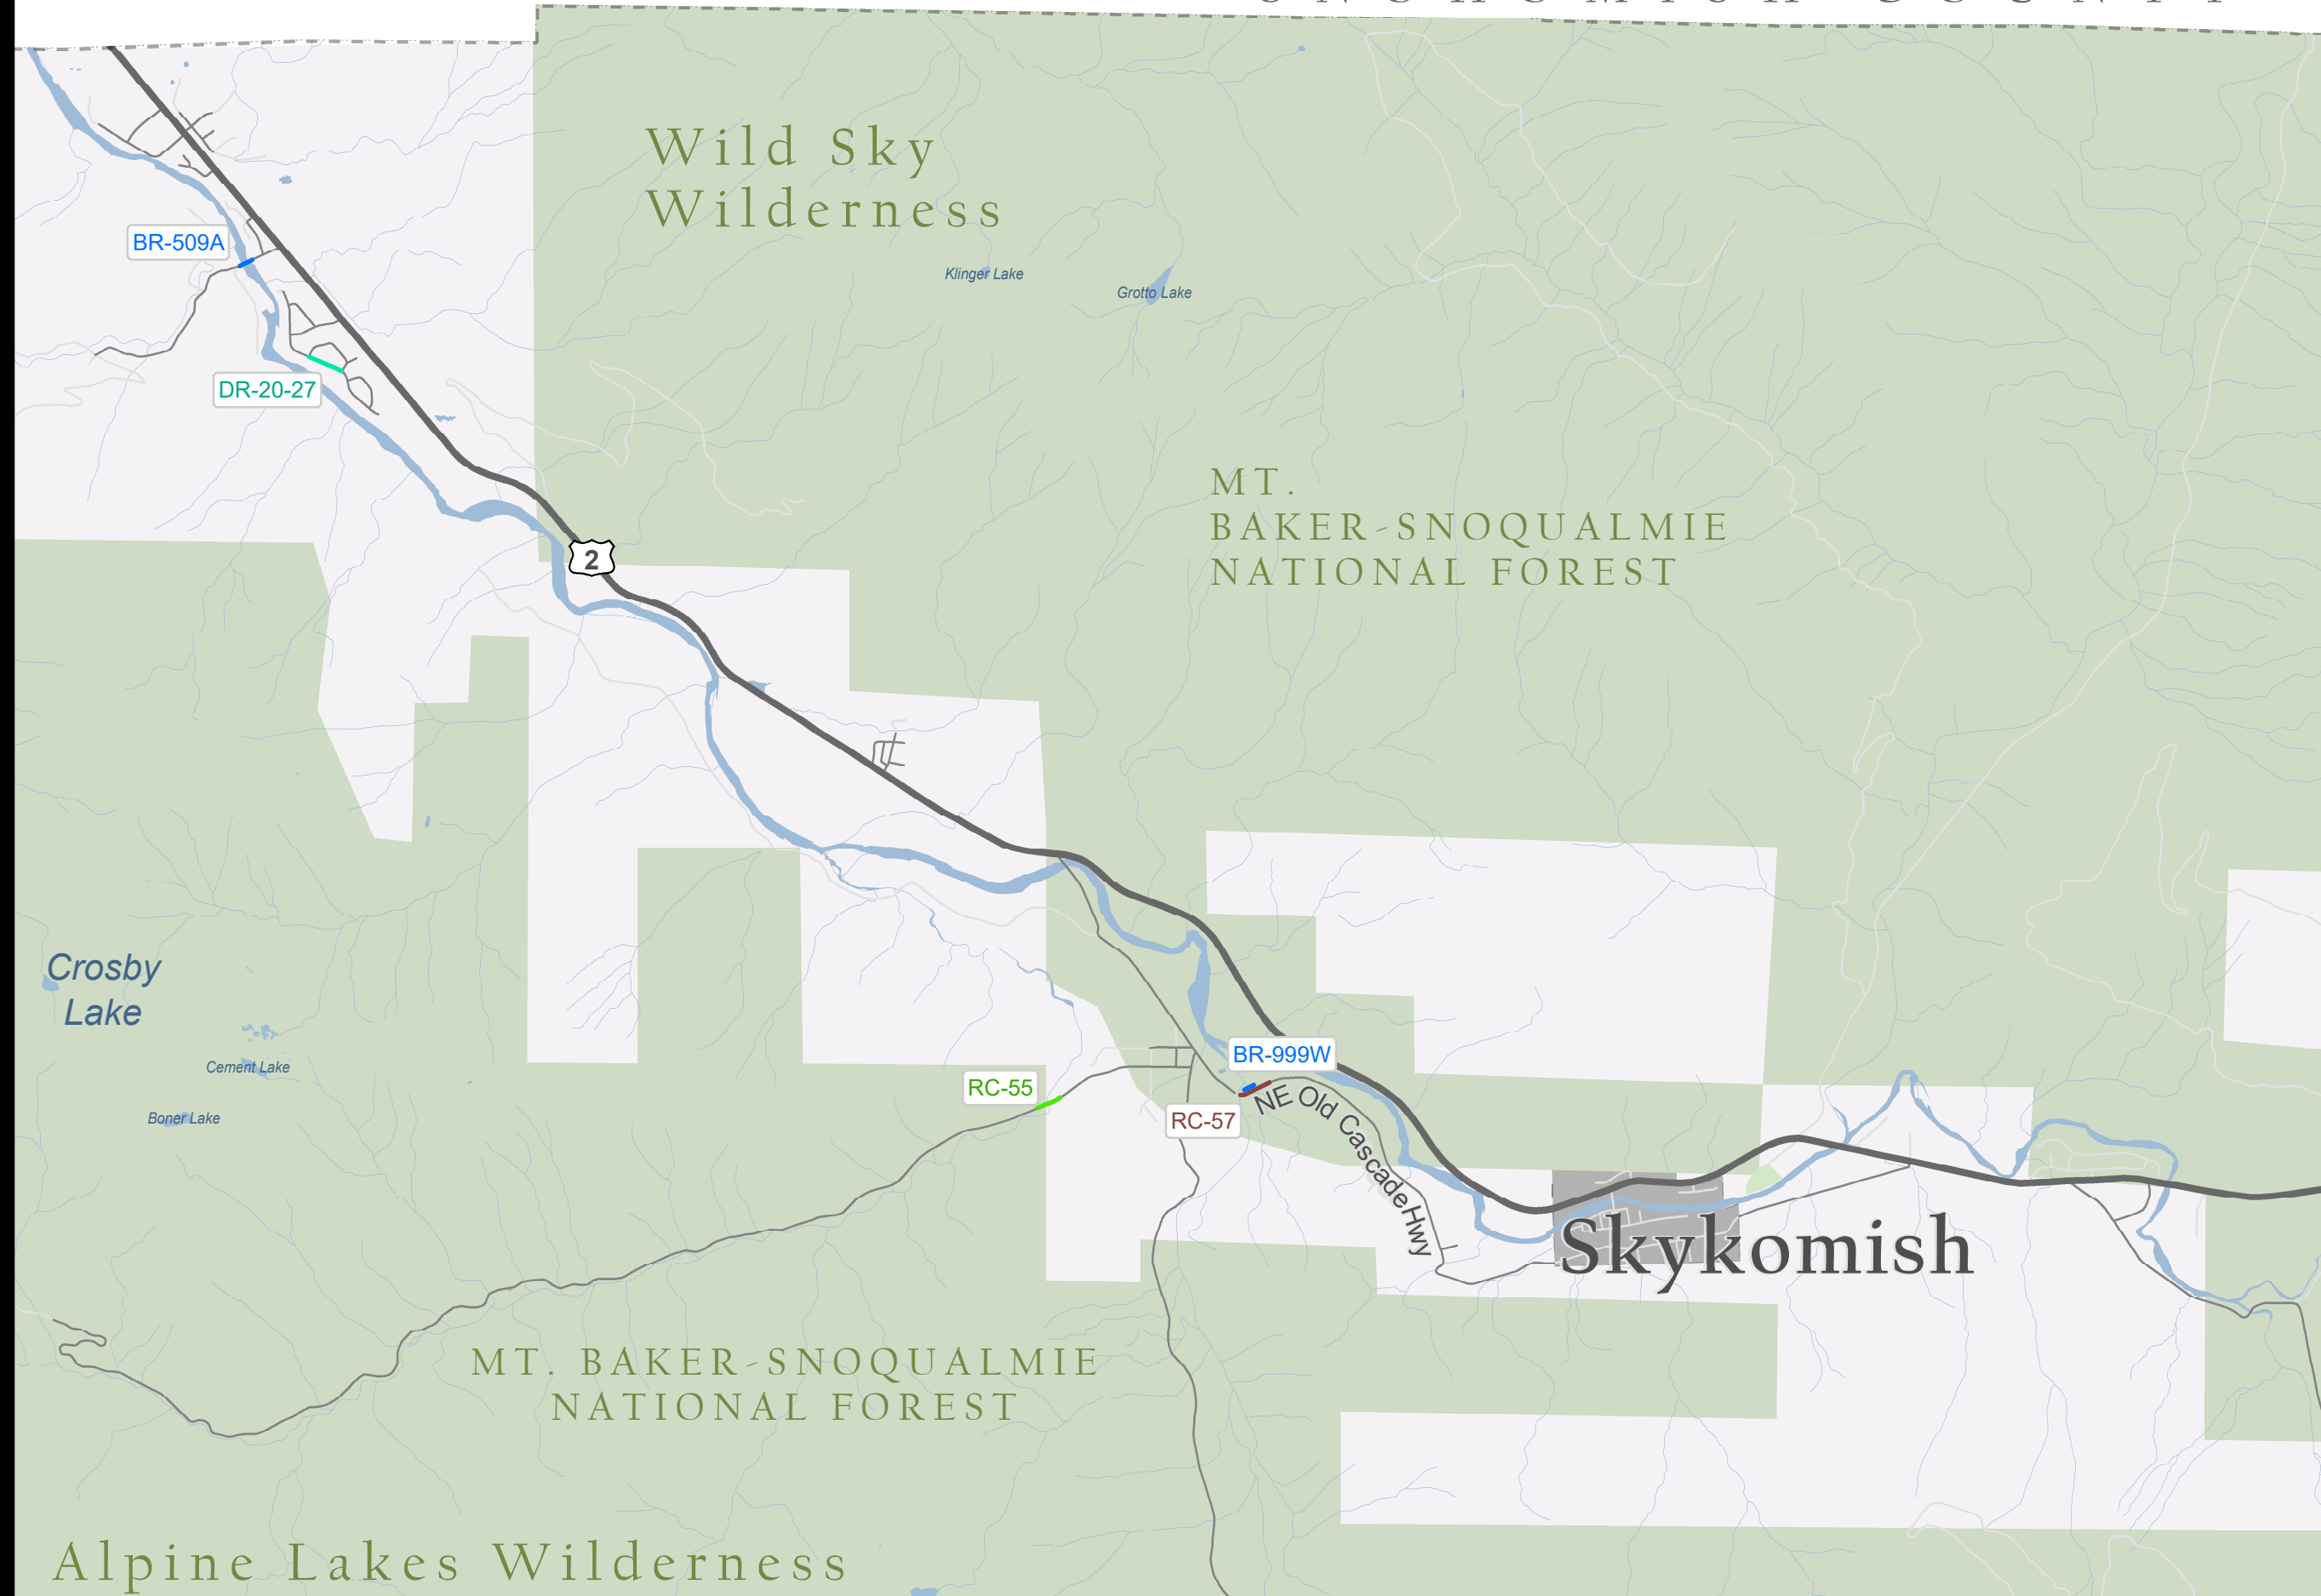 Wild Sky
Wilderness
BR-509A
Klinger Lake
Grotto Lake
DR-20-27
MT.
BAKER-SNOQUALMIE
NATIONAL FOREST
2
Crosby
Lake
Cement Lake
Boner Lake
BR-999W
RC-55
RC-57
NE Old Cascade Hwy
Skykomish
MT. BAKER-SNOQUALMIE
NATIONAL FOREST
Alpine Lakes Wilderness